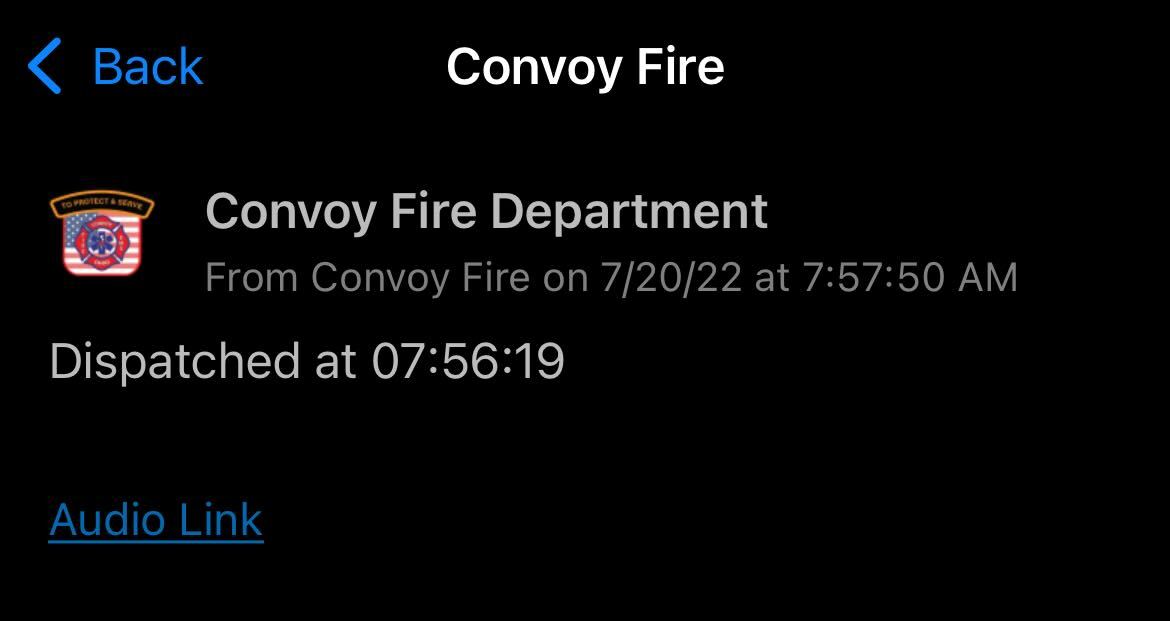 Back
Convoy Fire
TO PROTECT & SERVE
Convoy Fire Department
From Convoy Fire on 7/20/22 at 7:57:50 AM
Dispatched at 07:56:19
Audio Link